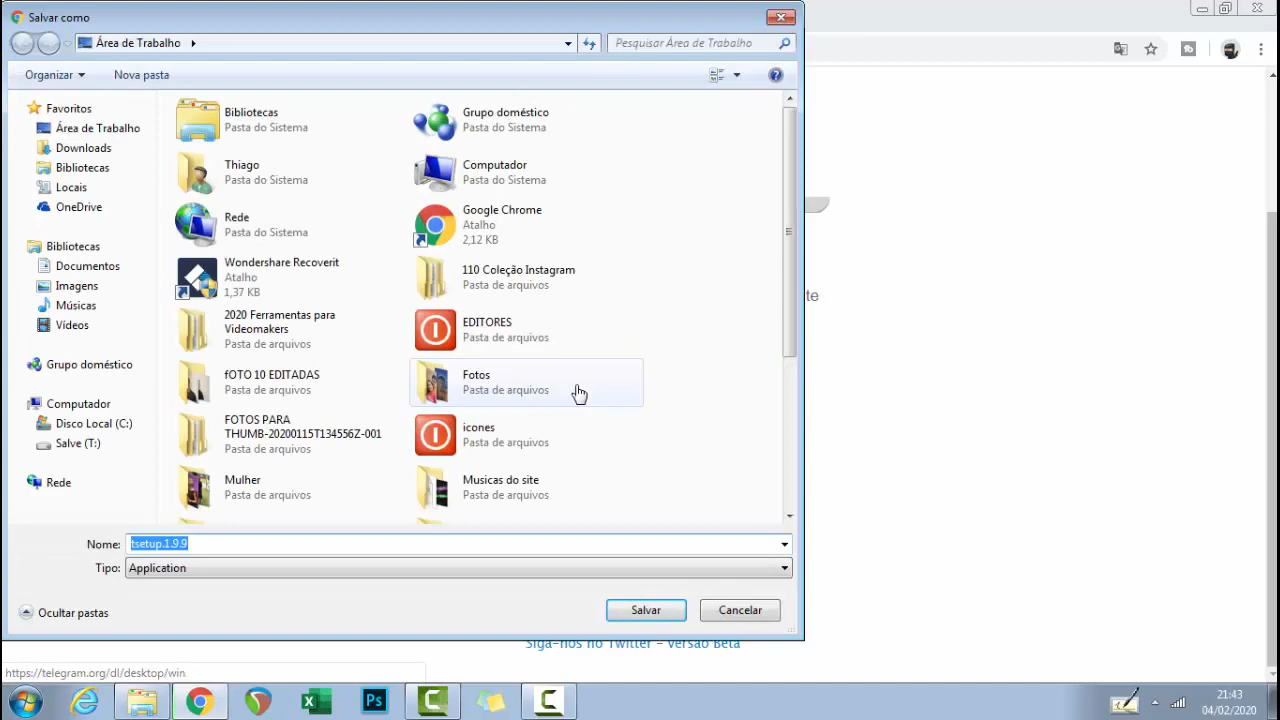 Salvar como
Área de Trabalho
Pesquisar Área de Trabalho
Organizar
Nova pasta
Favoritos
Área de Trabalho
Downloads
Bibliotecas
Locais
OneDrive
Bibliotecas
Documentos
Imagens
Músicas
Vídeos
Grupo doméstico
Computador
Disco Local (C:)
Salve (T:)
Rede
Bibliotecas
Pasta do Sistema
Grupo doméstico
Pasta do Sistema
Thiago
Pasta do Sistema
Computador
Pasta do Sistema
Rede
Pasta do Sistema
Google Chrome
Atalho
2,12 KB
Wondershare Recoverit
Atalho
1,37 KB
110 Coleção Instagram
Pasta de arquivos
2020 Ferramentas para
Videomakers
Pasta de arquivos
EDITORES
Pasta de arquivos
fOTO 10 EDITADAS
Pasta de arquivos
Fotos
Pasta de arquivos
FOTOS PARA
THUMB-20200115T134556Z-001
Pasta de arquivos
icones
Pasta de arquivos
Mulher
Pasta de arquivos
Musicas do site
Pasta de arquivos
Nome: tsetup.1.9.9
Tipo: Application
Ocultar pastas
Salvar
Cancelar
te
Siga-nos no Twitter - Versão Beta
https://telegram.org/dl/desktop/win
Ps
21:43
04/02/2020